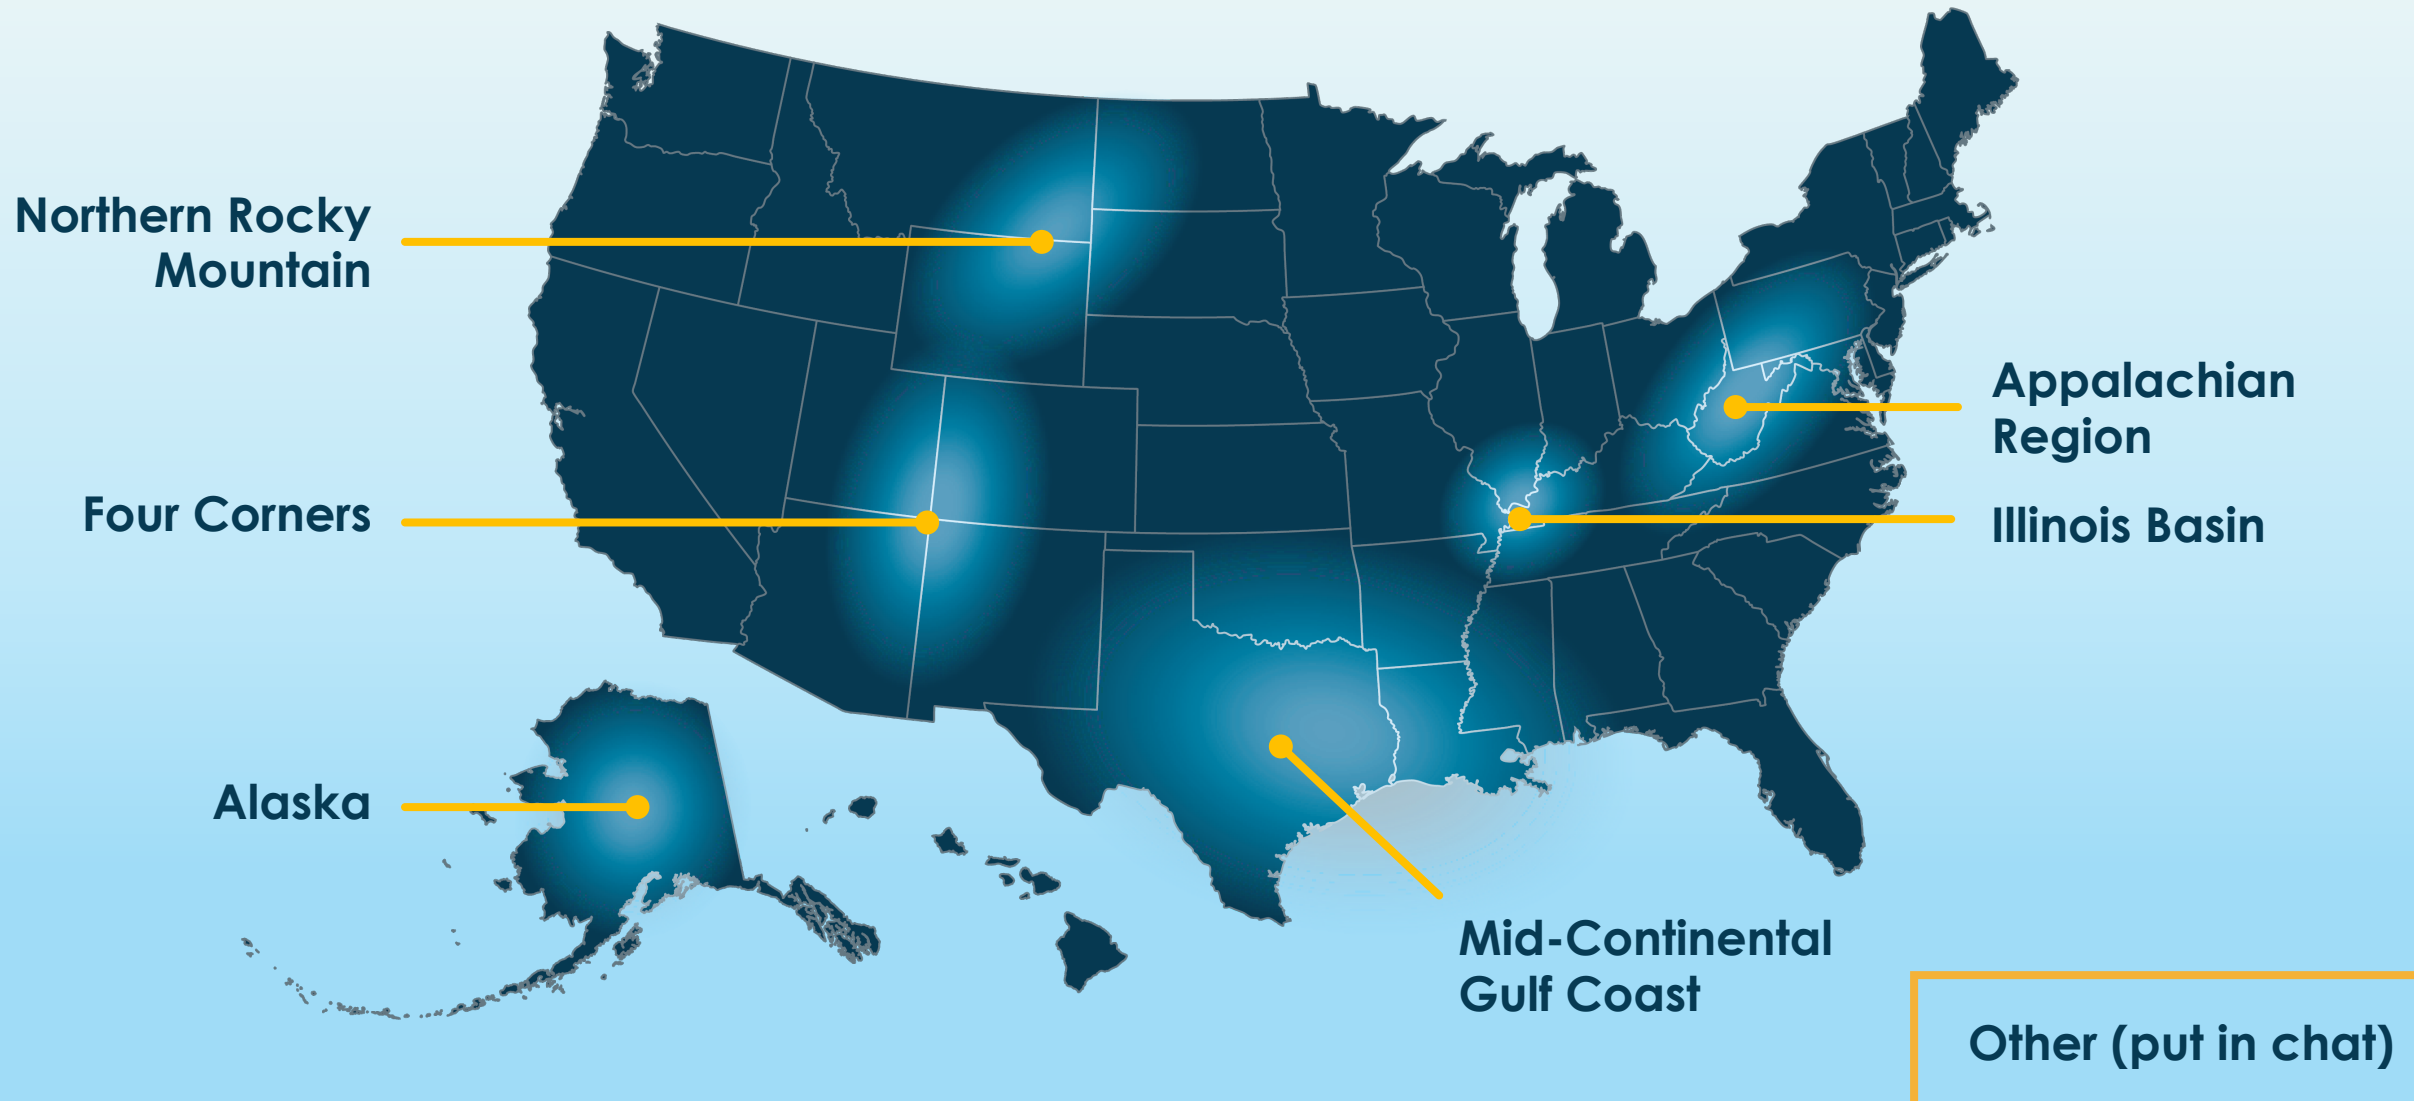 Northern Rocky
Mountain
Four Corners
Alaska
Appalachian
Region
Illinois Basin
Mid-Continental
Gulf Coast
Other (put in chat)